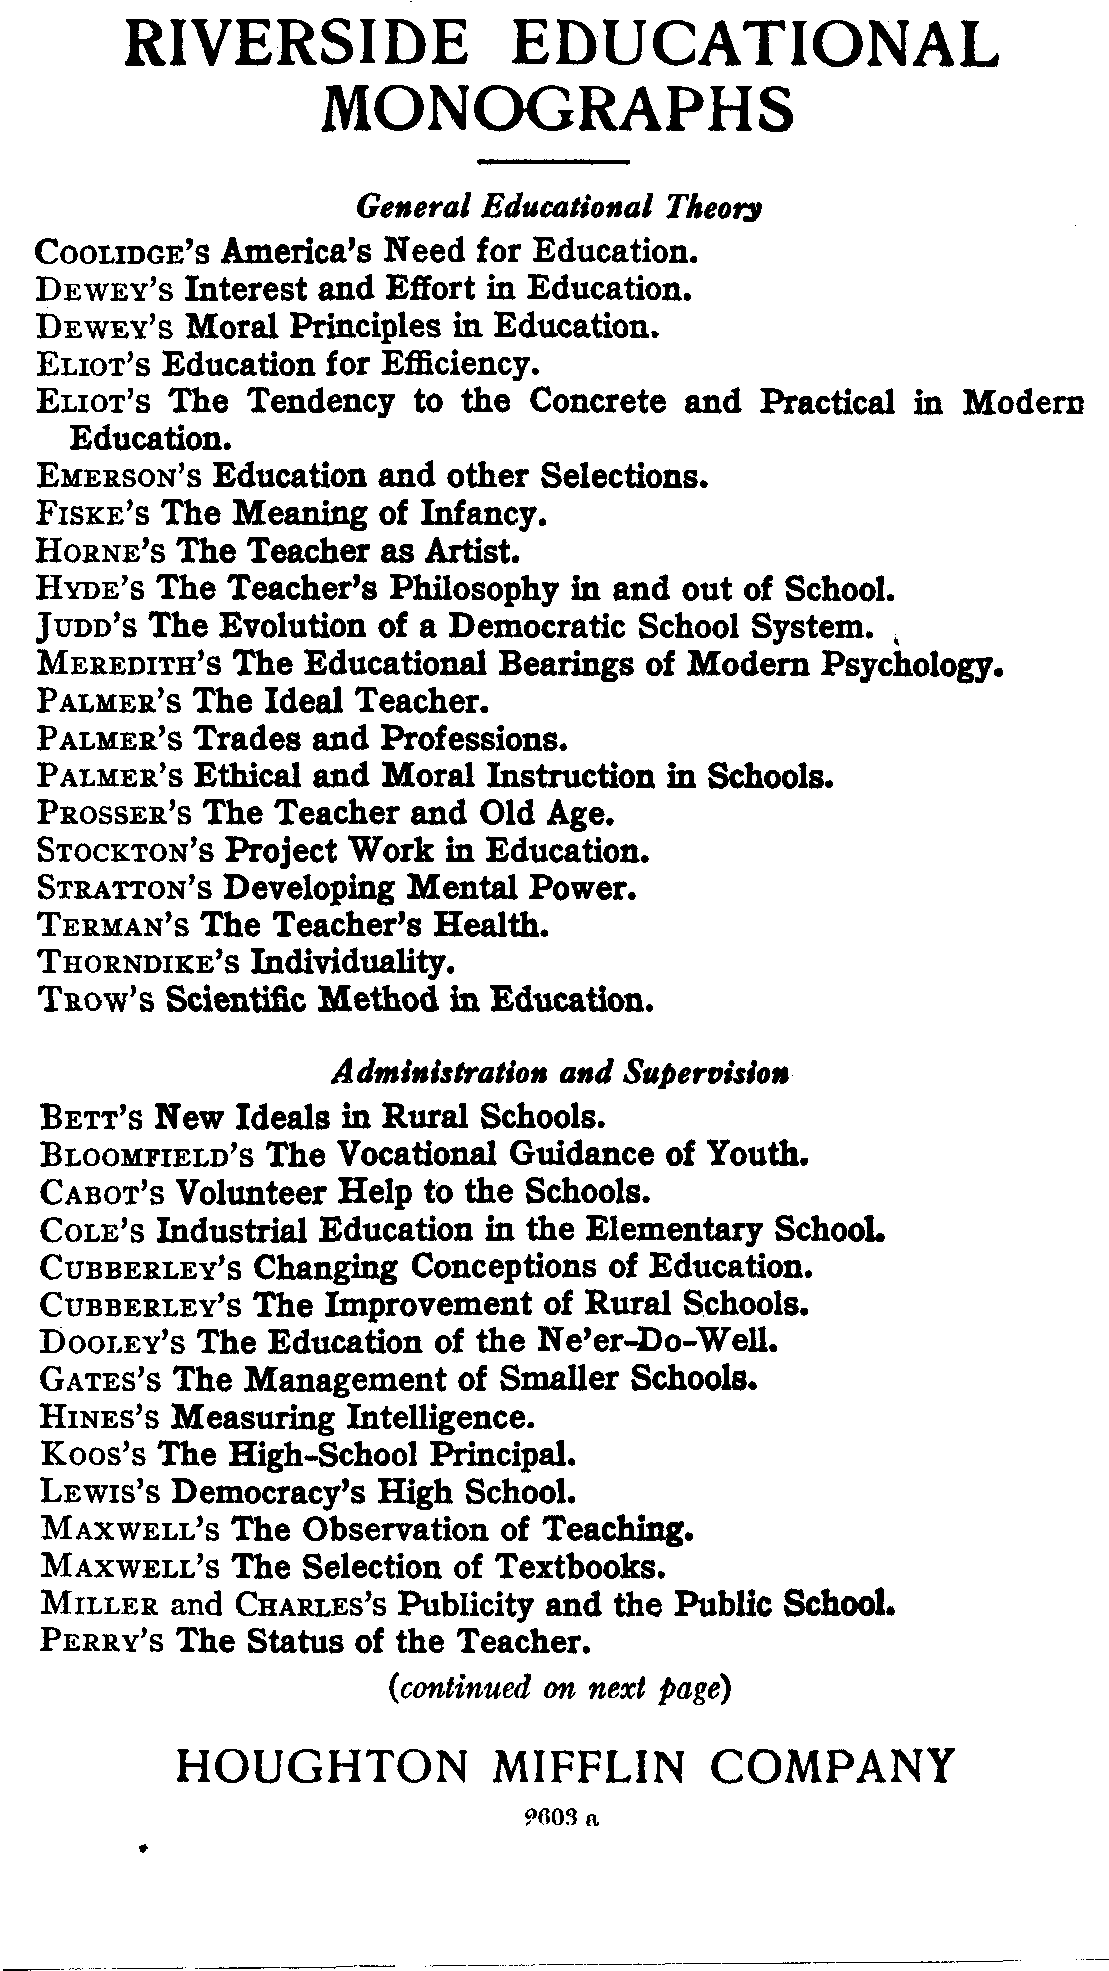 RIVERSIDE EDUCATIONAL
MONOGRAPHS
General Educational Theory
COOLIDGE'S America's Need for Education.
DEWEY'S Interest and Effort in Education.
DEWEY'S Moral Principles in Education.
ELIOT'S Education for Efficiency.
ELIOT'S The Tendency to the Concrete and Practical in Modern
Education.
EMERSON'S Education and other Selections.
FISKE'S The Meaning of Infancy.
HORNE'S The Teacher as Artist.
HYDE'S The Teacher's Philosophy in and out of School.
JUDD'S The Evolution of a Democratic School System.
MEREDITH'S The Educational Bearings of Modern Psychology.
PALMER'S The Ideal Teacher.
PALMER'S Trades and Professions.
PALMER'S Ethical and Moral Instruction in Schools.
PROSSER'S The Teacher and Old Age.
STOCKTON'S Project Work in Education.
STRATTON'S Developing Mental Power.
TERMAN'S The Teacher's Health.
THORNDIKE'S Individuality.
TROW'S Scientific Method in Education.
Administration and Supervision
BETT'S New Ideals in Rural Schools.
BLOOMFIELD'S The Vocational Guidance of Youth.
CABOT'S Volunteer Help to the Schools.
COLE'S Industrial Education in the Elementary School.
CUBBERLEY'S Changing Conceptions of Education.
CUBBERLEY'S The Improvement of Rural Schools.
DOOLEY'S The Education of the Ne'er-Do-Well.
GATES'S The Management of Smaller Schools.
HINES'S Measuring Intelligence.
KOOS'S The High-School Principal.
LEWIS'S Democracy's High School.
MAXWELL'S The Observation of Teaching.
MAXWELL'S The Selection of Textbooks.
MILLER and CHARLES'S Publicity and the Public School.
PERRY'S The Status of the Teacher.
(continued on next page)
HOUGHTON MIFFLIN COMPANY
2603 a